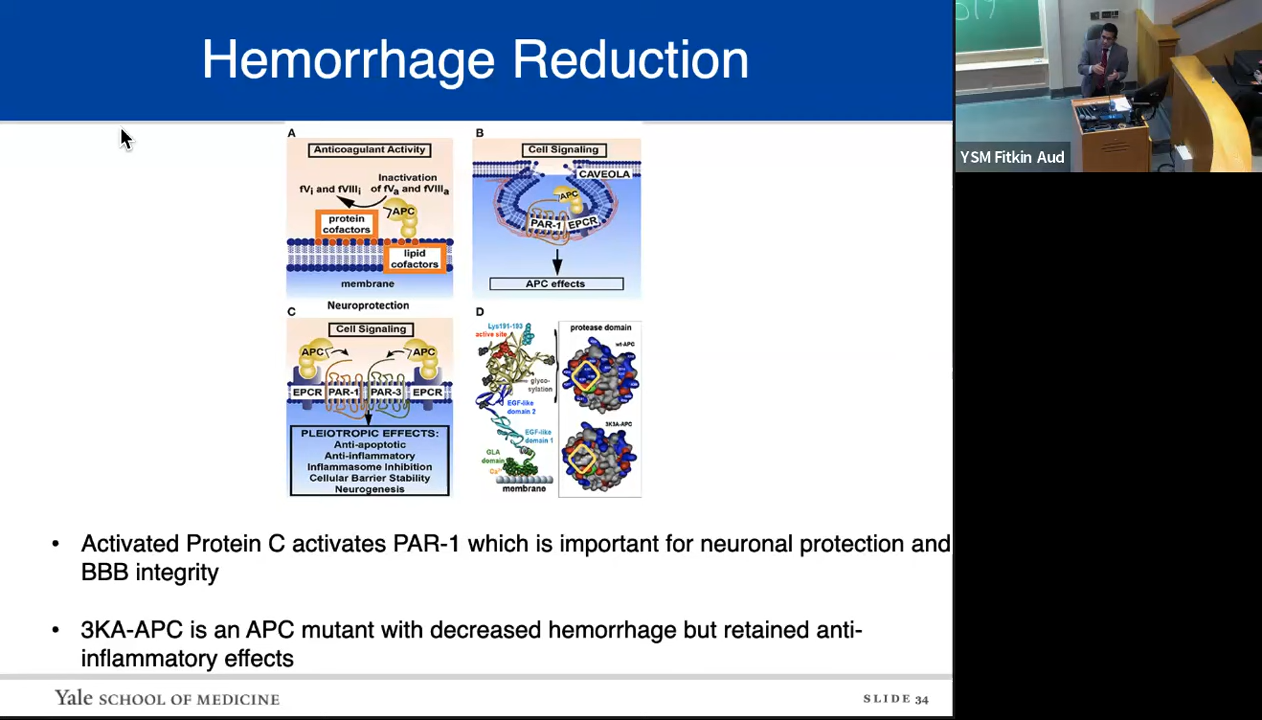 Hemorrhage Reduction
YSM Fitkin Aud
A
Anticoagulant Activity
Inactivation
fVi and fVIIIi of fVa and fVIIIa
APC
protein
cofactors
lipid
cofactors
membrane
B
Cell Signaling
CAVEOLA
APC
PAR-1 EPCR
APC effects
Neuroprotection
C
Cell Signaling
APC APC
EPCR PAR-1 PAR-3 EPCR
PLEIOTROPIC EFFECTS:
Anti-apoptotic
Anti-inflammatory
Inflammasome Inhibition
Cellular Barrier Stability
Neurogenesis
D
Lys191-193
active site
protease domain
wt-APC
glyco-
sylation
EGF-like
domain 2
3K3A-APC
EGF-like
domain 1
GLA
domain
membrane
• Activated Protein C activates PAR-1 which is important for neuronal protection and
BBB integrity
• 3KA-APC is an APC mutant with decreased hemorrhage but retained anti-
inflammatory effects
Yale SCHOOL OF MEDICINE
SLIDE 34